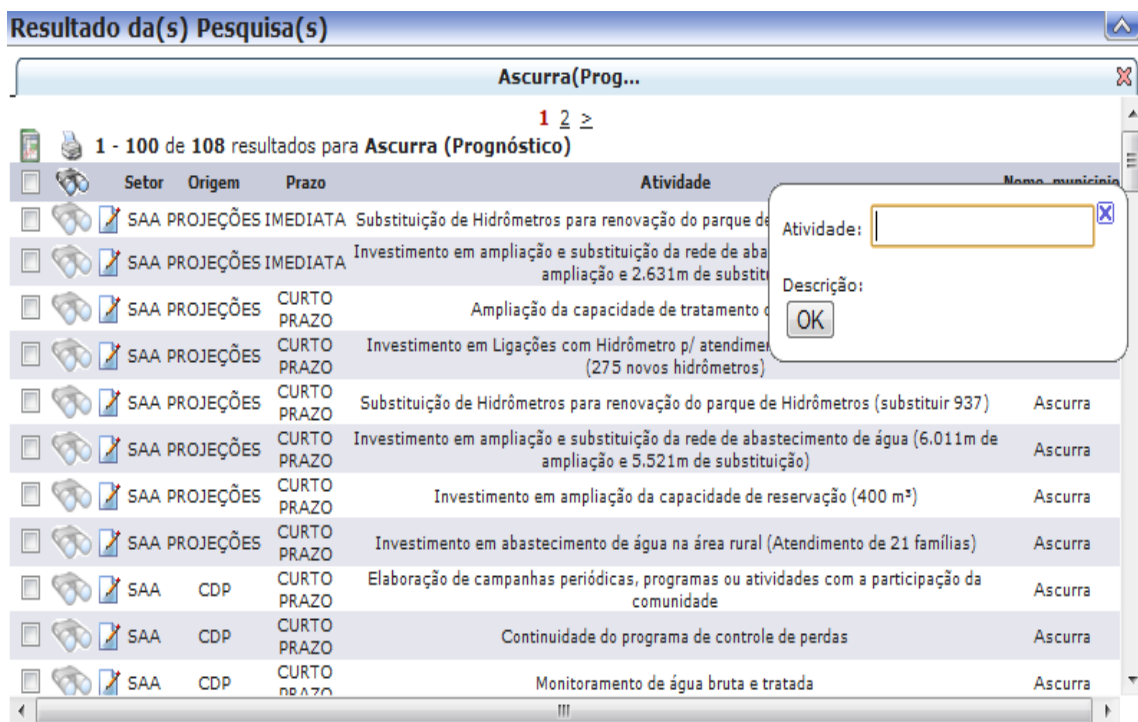 Resultado da(s) Pesquisa(s)
Ascurra(Prog...
1 2 >
1 - 100 de 108 resultados para Ascurra (Prognóstico)
Setor Origem Prazo Atividade Nome_municipio
SAA PROJEÇÕES IMEDIATA Substituição de Hidrômetros para renovação do parque de
SAA PROJEÇÕES IMEDIATA Investimento em ampliação e substituição da rede de aba
ampliação e 2.631m de substitu
Atividade:
Descrição:
OK
SAA PROJEÇÕES CURTO PRAZO Ampliação da capacidade de tratamento
SAA PROJEÇÕES CURTO PRAZO Investimento em Ligações com Hidrômetro p/ atendimen
(275 novos hidrômetros)
SAA PROJEÇÕES CURTO PRAZO Substituição de Hidrômetros para renovação do parque de Hidrômetros (substituir 937) Ascurra
SAA PROJEÇÕES CURTO PRAZO Investimento em ampliação e substituição da rede de abastecimento de água (6.011m de
ampliação e 5.521m de substituição) Ascurra
SAA PROJEÇÕES CURTO PRAZO Investimento em ampliação da capacidade de reservação (400 m³) Ascurra
SAA PROJEÇÕES CURTO PRAZO Investimento em abastecimento de água na área rural (Atendimento de 21 famílias) Ascurra
SAA CDP CURTO PRAZO Elaboração de campanhas periódicas, programas ou atividades com a participação da
comunidade Ascurra
SAA CDP CURTO PRAZO Continuidade do programa de controle de perdas Ascurra
SAA CDP CURTO PRAZO Monitoramento de água bruta e tratada Ascurra